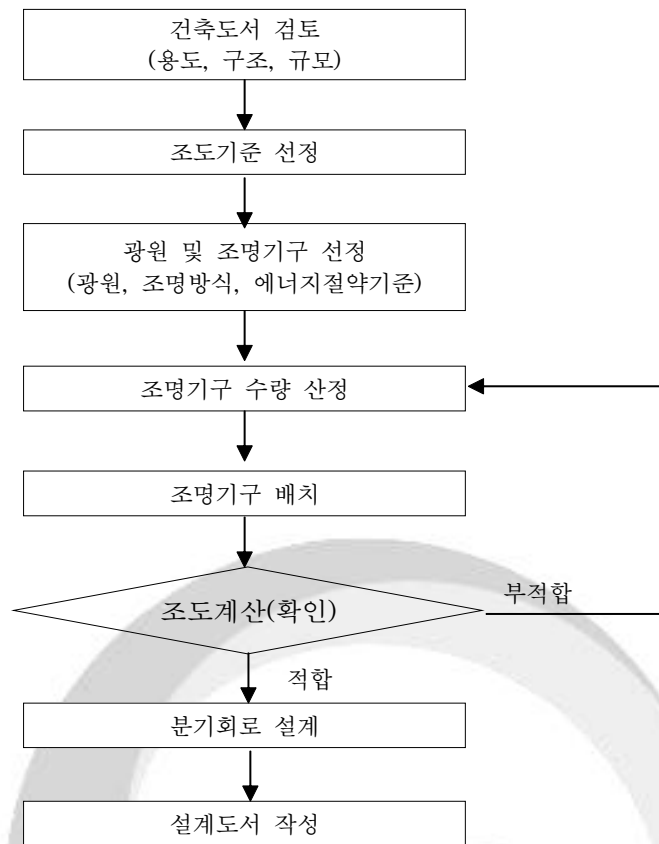 건축도서 검토
(용도, 구조, 규모)
조도기준 선정
광원 및 조명기구 선정
(광원, 조명방식, 에너지절약기준)
조명기구 수량 산정
조명기구 배치
조도계산(확인)
부적합
적합
분기회로 설계
설계도서 작성